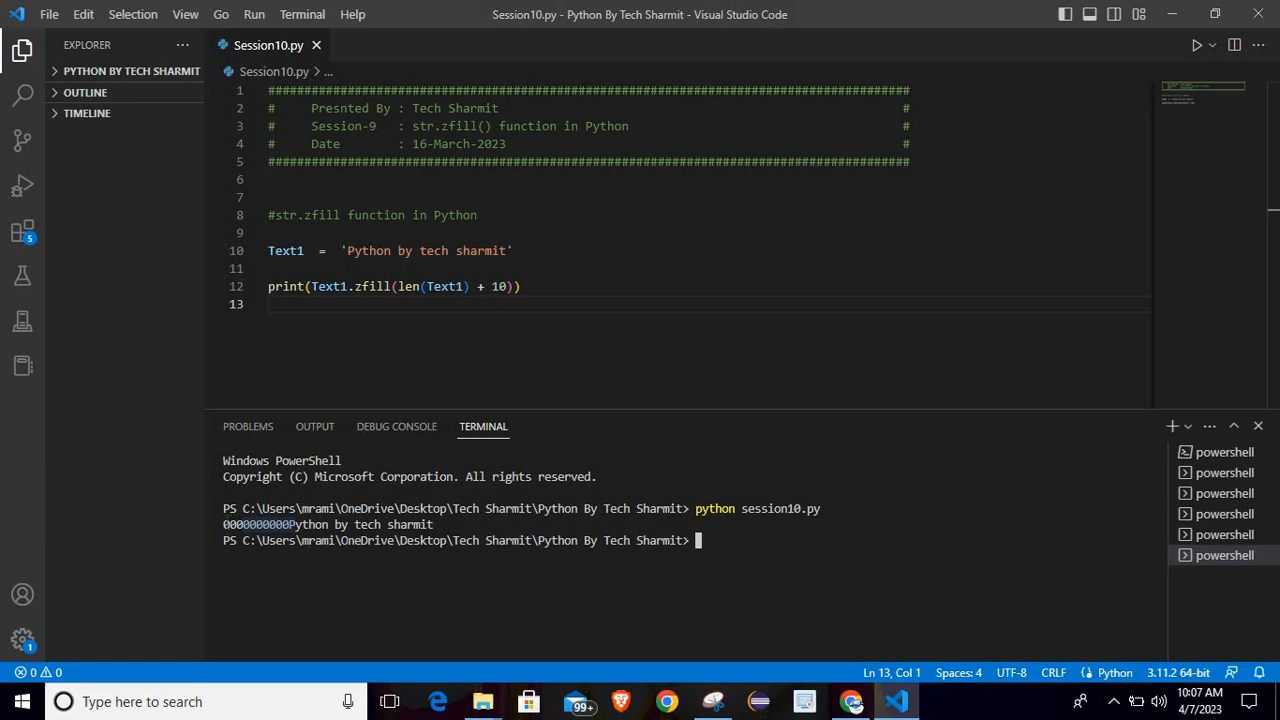 File Edit Selection View Go Run Terminal Help Session10.py - Python By Tech Sharmit - Visual Studio Code
EXPLORER
PYTHON BY TECH SHARMIT
OUTLINE
TIMELINE
5
1
Session10.py
Session10.py > ...
1 #########################################################################################
2 # Presnted By : Tech Sharmit #
3 # Session-9 : str.zfill() function in Python #
4 # Date : 16-March-2023 #
5 #########################################################################################
6
7
8 #str.zfill function in Python
9
10 Text1 = 'Python by tech sharmit'
11
12 print(Text1.zfill(len(Text1) + 10))
13
PROBLEMS OUTPUT DEBUG CONSOLE TERMINAL
Windows PowerShell
Copyright (C) Microsoft Corporation. All rights reserved.
PS C:\Users\mrami\OneDrive\Desktop\Tech Sharmit\Python By Tech Sharmit> python session10.py
0000000000Python by tech sharmit
PS C:\Users\mrami\OneDrive\Desktop\Tech Sharmit\Python By Tech Sharmit>
powershell
powershell
powershell
powershell
powershell
powershell
0 0 Ln 13, Col 1 Spaces: 4 UTF-8 CRLF Python 3.11.2 64-bit
Type here to search
99+
10:07 AM
4/7/2023